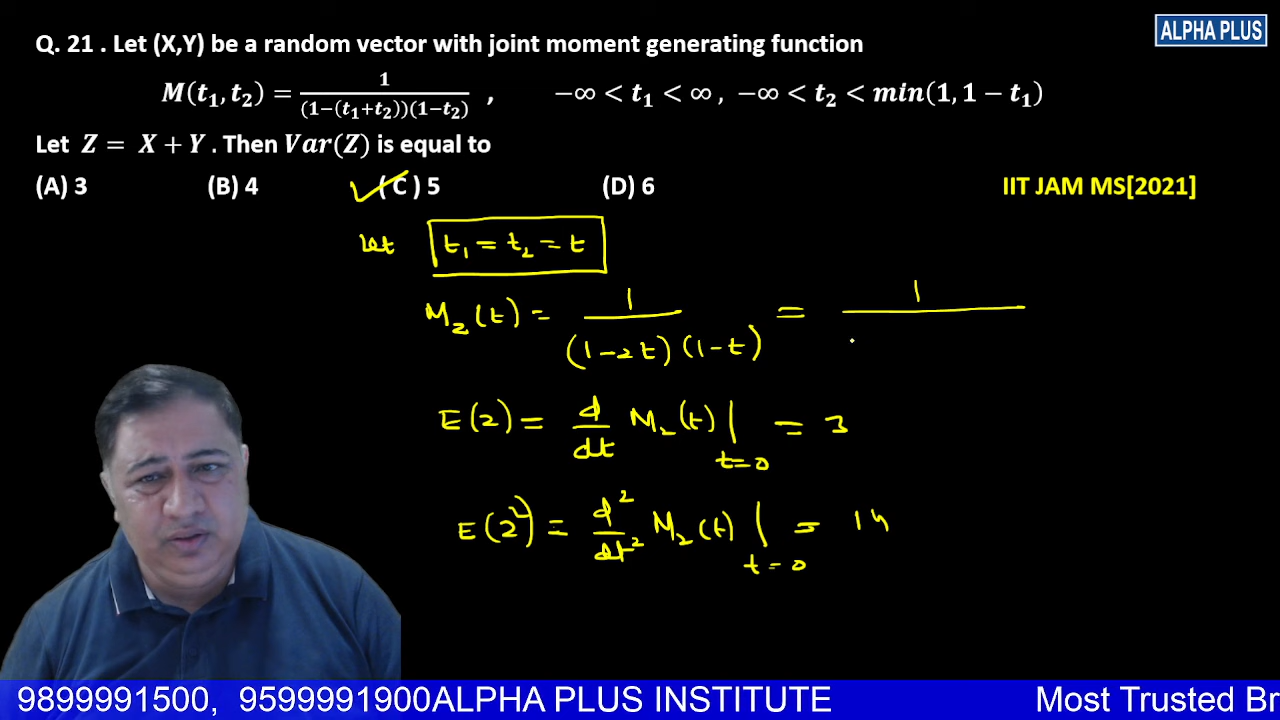 ALPHA PLUS
Q. 21 . Let (X,Y) be a random vector with joint moment generating function
M(t₁, t₂) = 1/((1−(t₁+t₂))(1−t₂)) , −∞ < t₁ < ∞, −∞ < t₂ < min(1, 1 − t₁)
Let Z = X + Y . Then Var(Z) is equal to
(A) 3 (B) 4 ✓( C ) 5 (D) 6 IIT JAM MS[2021]
Let t₁ = t₂ = t
M_Z(t) = 1/((1-2t)(1-t)) = 1/
E(Z) = d/dt M_Z(t)|t=0 = 3
E(Z²) = d²/dt² M_Z(t)|t=0 = 14
9899991500, 9599991900ALPHA PLUS INSTITUTE Most Trusted Br